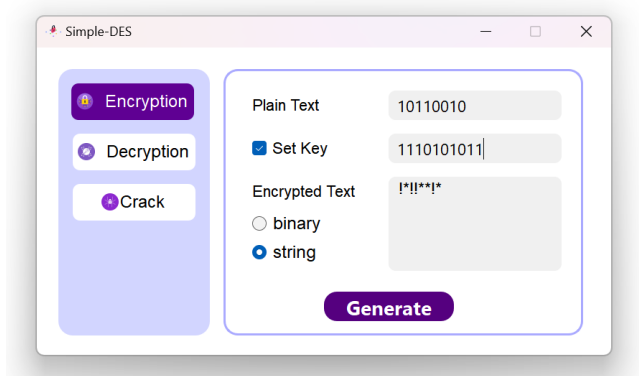 Simple-DES
Encryption
Decryption
Crack
Plain Text 10110010
Set Key 1110101011
Encrypted Text !*!!**!*
binary
string
Generate